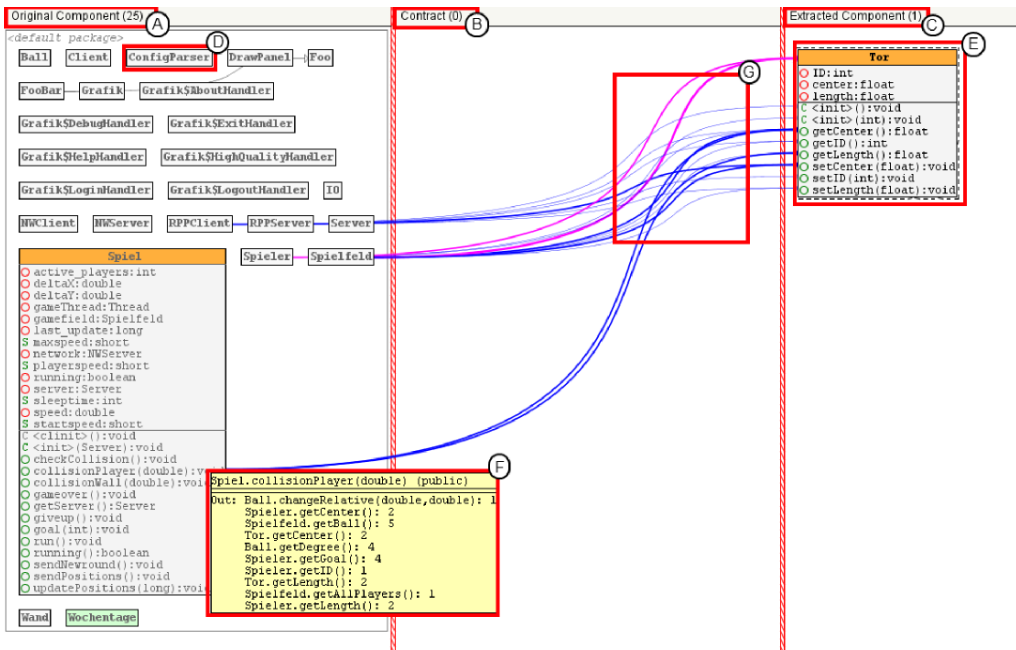 Original Component (25)
A
Contract (0)
B
Extracted Component (1)
C
<default package>
D
E
Ball
Client
ConfigParser
DrawPanel
Foo
FooBar
Grafik
Grafik$AboutHandler
Grafik$DebugHandler
Grafik$ExitHandler
Grafik$HelpHandler
Grafik$HighQualityHandler
Grafik$LoginHandler
Grafik$LogoutHandler
IO
NWClient
NWServer
RPPClient
RPPServer
Server
Spieler
Spielfeld
G
Tor
ID:int
center:float
length:float
C <init>():void
C <init>(int):void
getCenter():float
getID():int
getLength():float
setCenter(float):void
setID(int):void
setLength(float):void
Spiel
active_players:int
deltaX:double
deltaY:double
gameThread:Thread
gamefield:Spielfeld
last_update:long
S maxspeed:short
network:NWServer
S playerspeed:short
running:boolean
server:Server
S sleeptime:int
speed:double
S startspeed:short
C <clinit>():void
C <init>(Server):void
checkCollision():void
collisionPlayer(double):vo
collisionWall(double):voi
gameover():void
getServer():Server
giveup():void
goal(int):void
run():void
running():boolean
sendNewround():void
sendPositions():void
updatePositions(long):voi
F
Spiel.collisionPlayer(double) (public)
Out: Ball.changeRelative(double,double): 1
Spieler.getCenter(): 2
Spielfeld.getBall(): 5
Tor.getCenter(): 2
Ball.getDegree(): 4
Spieler.getGoal(): 4
Spieler.getID(): 1
Tor.getLength(): 2
Spielfeld.getAllPlayers(): 1
Spieler.getLength(): 2
Wand
Wochentage